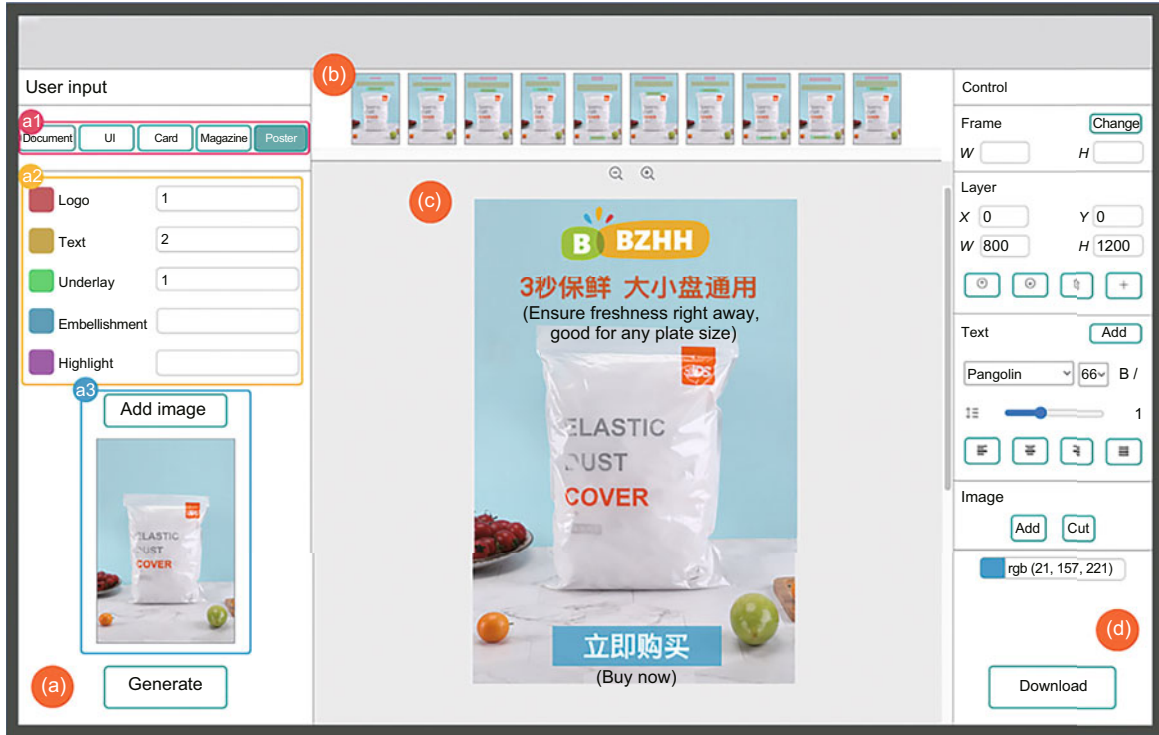 User input
a1
Document
UI
Card
Magazine
Poster
a2
Logo
1
Text
2
Underlay
1
Embellishment
Highlight
a3
Add image
ELASTIC
DUST
COVER
(a)
Generate
(b)
(c)
B BZHH
3秒保鲜 大小盘通用
(Ensure freshness right away,
good for any plate size)
ELASTIC
DUST
COVER
立即购买
(Buy now)
Control
Frame
Change
W
H
Layer
X 0
Y 0
W 800
H 1200
Text
Add
Pangolin
66
B /
1
Image
Add
Cut
rgb (21, 157, 221)
(d)
Download